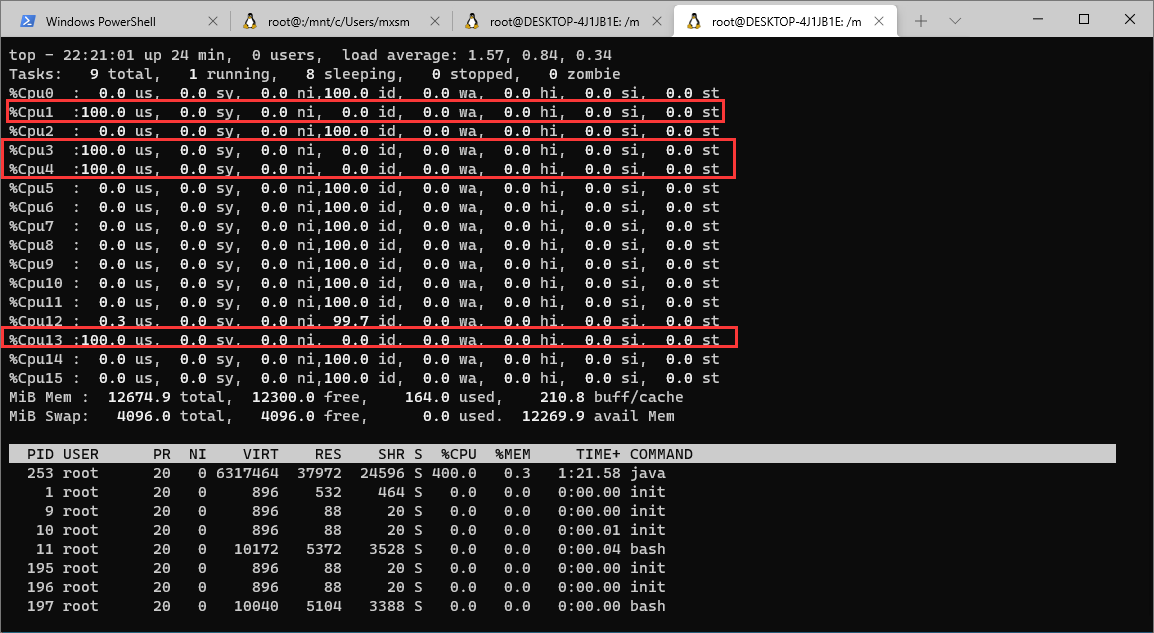 Windows PowerShell root@:/mnt/c/Users/mxsm root@DESKTOP-4J1JB1E: /m root@DESKTOP-4J1JB1E: /m
top - 22:21:01 up 24 min,  0 users,  load average: 1.57, 0.84, 0.34
Tasks:   9 total,   1 running,   8 sleeping,   0 stopped,   0 zombie
%Cpu0  :  0.0 us,  0.0 sy,  0.0 ni,100.0 id,  0.0 wa,  0.0 hi,  0.0 si,  0.0 st
%Cpu1  :100.0 us,  0.0 sy,  0.0 ni,  0.0 id,  0.0 wa,  0.0 hi,  0.0 si,  0.0 st
%Cpu2  :  0.0 us,  0.0 sy,  0.0 ni,100.0 id,  0.0 wa,  0.0 hi,  0.0 si,  0.0 st
%Cpu3  :100.0 us,  0.0 sy,  0.0 ni,  0.0 id,  0.0 wa,  0.0 hi,  0.0 si,  0.0 st
%Cpu4  :100.0 us,  0.0 sy,  0.0 ni,  0.0 id,  0.0 wa,  0.0 hi,  0.0 si,  0.0 st
%Cpu5  :  0.0 us,  0.0 sy,  0.0 ni,100.0 id,  0.0 wa,  0.0 hi,  0.0 si,  0.0 st
%Cpu6  :  0.0 us,  0.0 sy,  0.0 ni,100.0 id,  0.0 wa,  0.0 hi,  0.0 si,  0.0 st
%Cpu7  :  0.0 us,  0.0 sy,  0.0 ni,100.0 id,  0.0 wa,  0.0 hi,  0.0 si,  0.0 st
%Cpu8  :  0.0 us,  0.0 sy,  0.0 ni,100.0 id,  0.0 wa,  0.0 hi,  0.0 si,  0.0 st
%Cpu9  :  0.0 us,  0.0 sy,  0.0 ni,100.0 id,  0.0 wa,  0.0 hi,  0.0 si,  0.0 st
%Cpu10 :  0.0 us,  0.0 sy,  0.0 ni,100.0 id,  0.0 wa,  0.0 hi,  0.0 si,  0.0 st
%Cpu11 :  0.0 us,  0.0 sy,  0.0 ni,100.0 id,  0.0 wa,  0.0 hi,  0.0 si,  0.0 st
%Cpu12 :  0.3 us,  0.0 sy,  0.0 ni, 99.7 id,  0.0 wa,  0.0 hi,  0.0 si,  0.0 st
%Cpu13 :100.0 us,  0.0 sy,  0.0 ni,  0.0 id,  0.0 wa,  0.0 hi,  0.0 si,  0.0 st
%Cpu14 :  0.0 us,  0.0 sy,  0.0 ni,100.0 id,  0.0 wa,  0.0 hi,  0.0 si,  0.0 st
%Cpu15 :  0.0 us,  0.0 sy,  0.0 ni,100.0 id,  0.0 wa,  0.0 hi,  0.0 si,  0.0 st
MiB Mem :  12674.9 total,  12300.0 free,    164.0 used,    210.8 buff/cache
MiB Swap:   4096.0 total,   4096.0 free,      0.0 used.  12269.9 avail Mem
PID USER      PR  NI    VIRT    RES    SHR S  %CPU  %MEM     TIME+ COMMAND
253 root      20   0 6317464  37972  24596 S 400.0   0.3   1:21.58 java
1 root      20   0     896    532    464 S   0.0   0.0   0:00.00 init
9 root      20   0     896     88     20 S   0.0   0.0   0:00.00 init
10 root      20   0     896     88     20 S   0.0   0.0   0:00.01 init
11 root      20   0   10172   5372   3528 S   0.0   0.0   0:00.04 bash
195 root      20   0     896     88     20 S   0.0   0.0   0:00.00 init
196 root      20   0     896     88     20 S   0.0   0.0   0:00.00 init
197 root      20   0   10040   5104   3388 S   0.0   0.0   0:00.00 bash